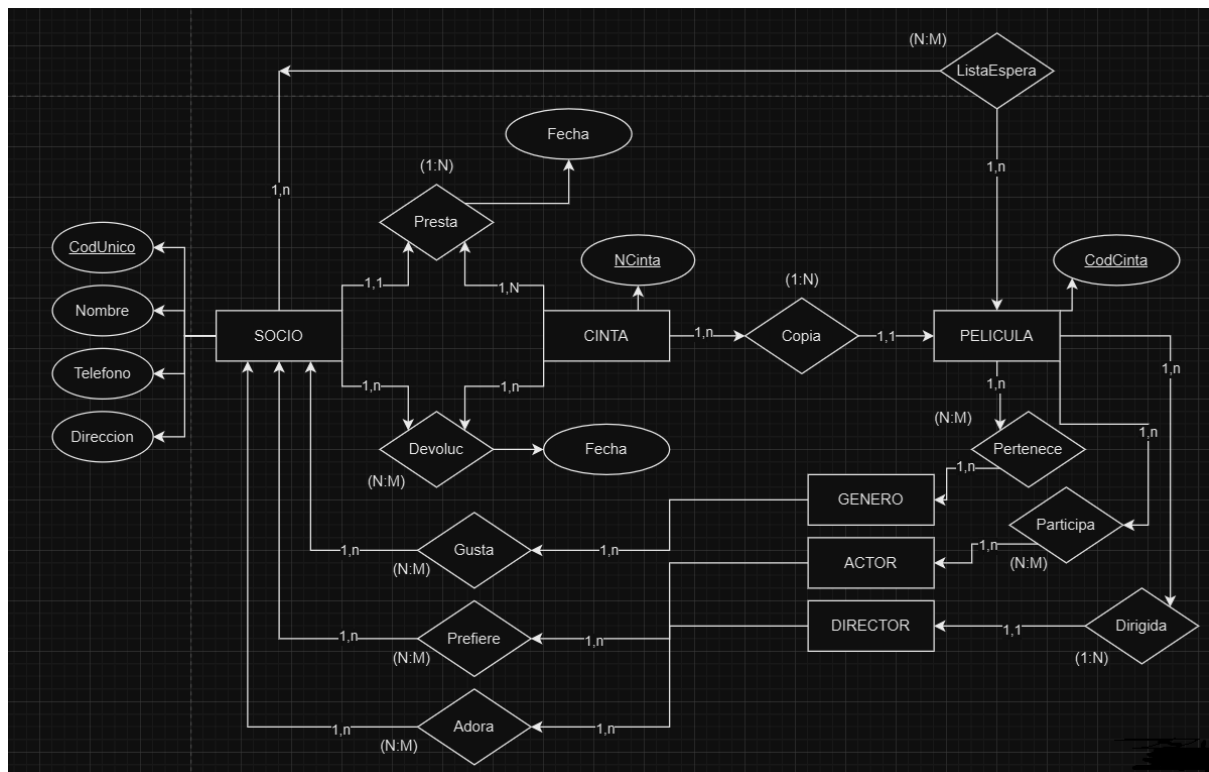 (N:M)
ListaEspera
Fecha
(1:N)
1,n
1,n
Presta
CodUnico
NCinta
(1:N)
CodCinta
1,1
1,N
Nombre
SOCIO
CINTA
1,n
Copia
1,1
PELICULA
Telefono
1,n
1,n
1,n
1,n
Direccion
(N:M)
1,n
Devoluc
Fecha
Pertenece
(N:M)
1,n
GENERO
Participa
1,n
Gusta
1,n
1,n
(N:M)
ACTOR
(N:M)
DIRECTOR
1,1
Dirigida
1,n
Prefiere
1,n
(N:M)
(1:N)
1,n
Adora
1,n
(N:M)